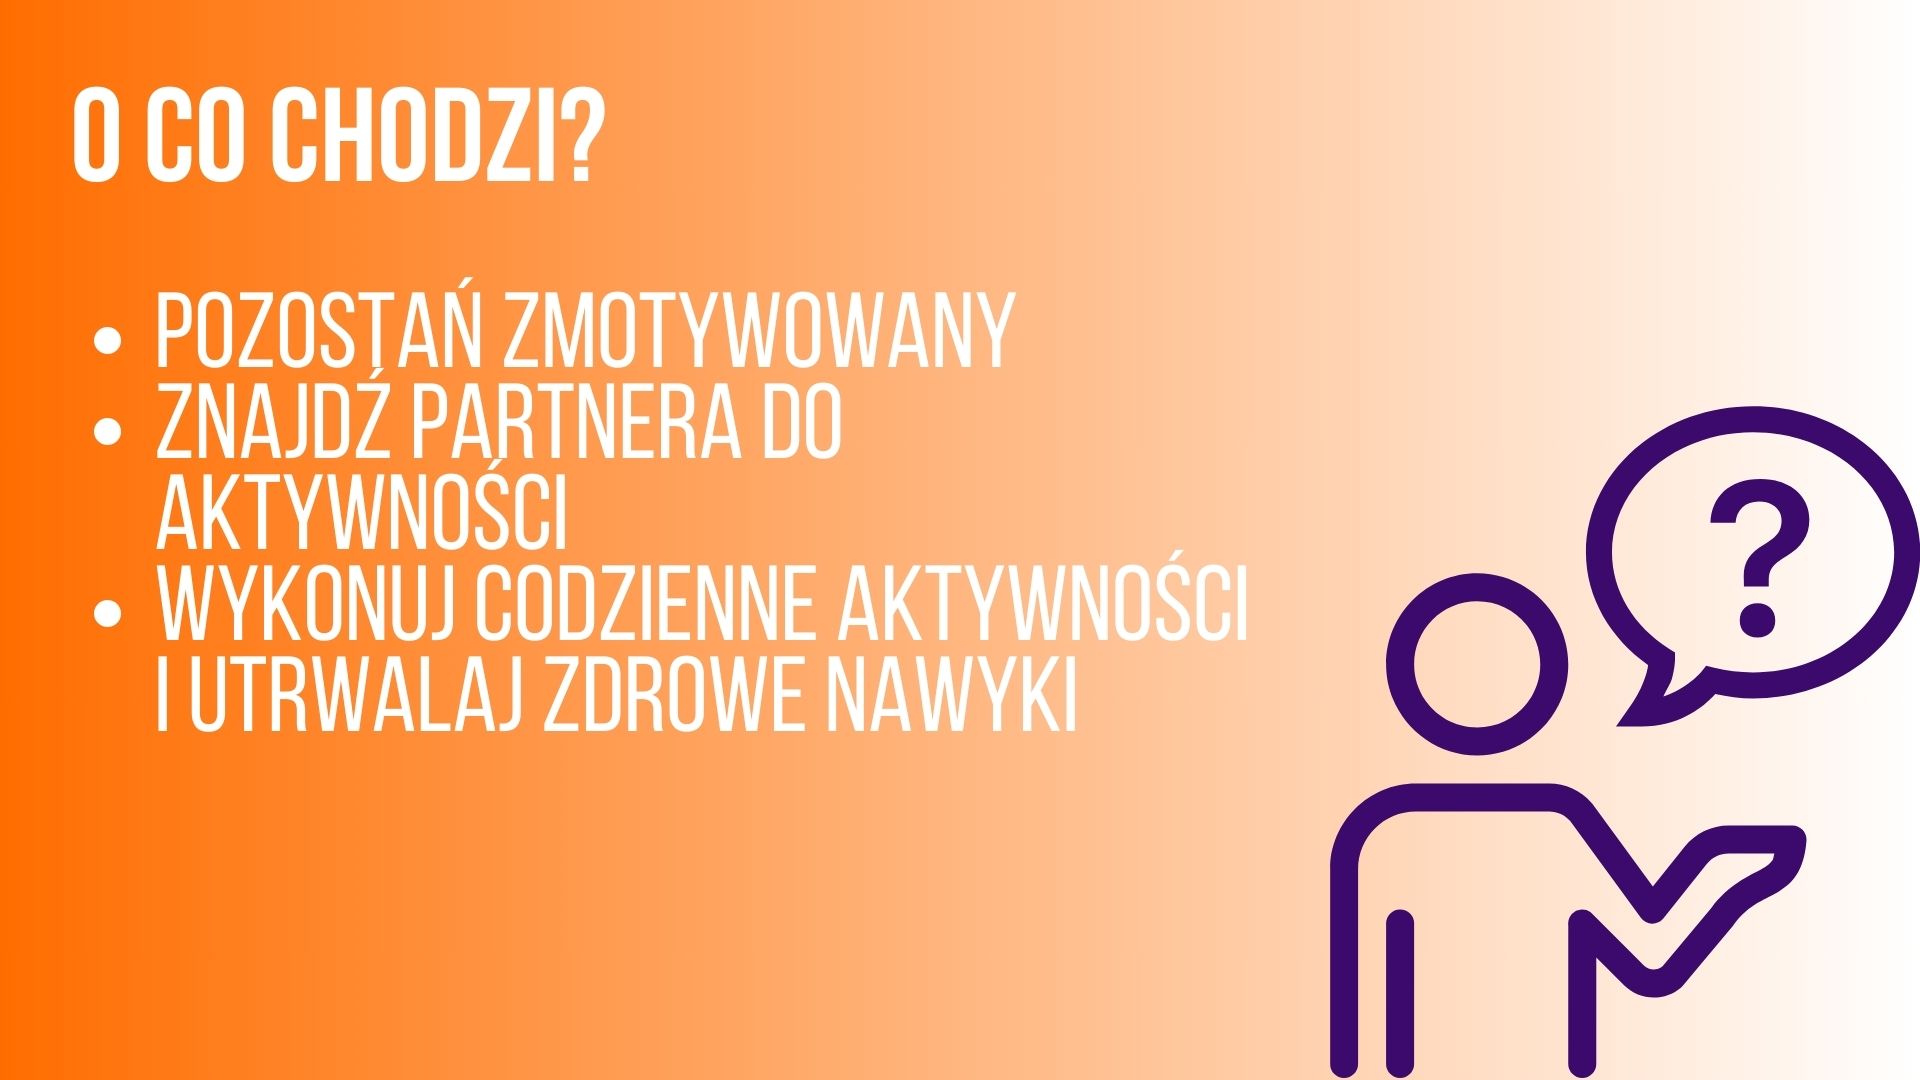 O CO CHODZI?
• POZOSTAŃ ZMOTYWOWANY
• ZNAJDŹ PARTNERA DO
AKTYWNOŚCI
• WYKONUJ CODZIENNE AKTYWNOŚCI
I UTRWALAJ ZDROWE NAWYKI
?